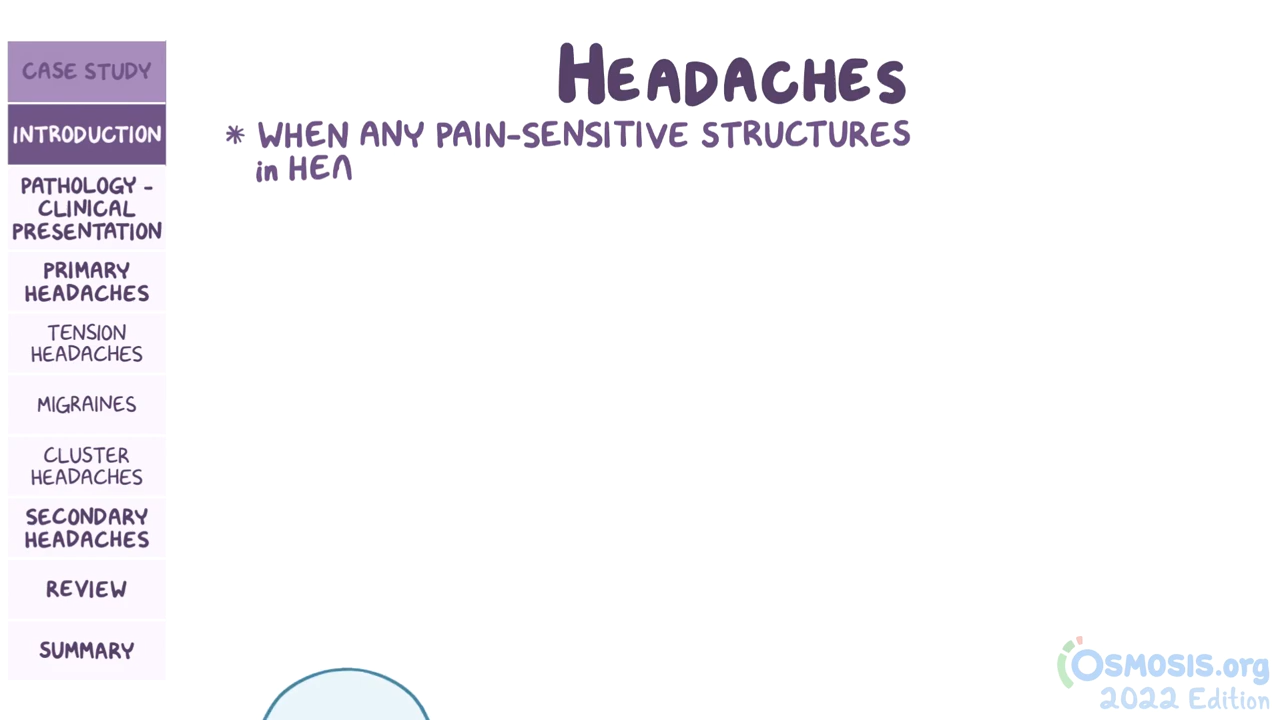 HEADACHES
CASE STUDY
INTRODUCTION
PATHOLOGY -
CLINICAL
PRESENTATION
PRIMARY
HEADACHES
TENSION
HEADACHES
MIGRAINES
CLUSTER
HEADACHES
SECONDARY
HEADACHES
REVIEW
SUMMARY
* WHEN ANY PAIN-SENSITIVE STRUCTURES
in HEA
OSMOSIS.org
2022 Edition